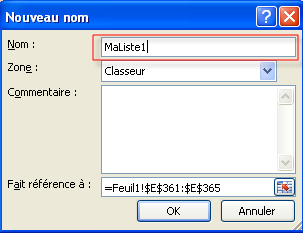 Nouveau nom
Nom : MaListe1
Zone : Classeur
Commentaire :
Fait référence à : =Feuil1!$E$361:$E$365
OK Annuler